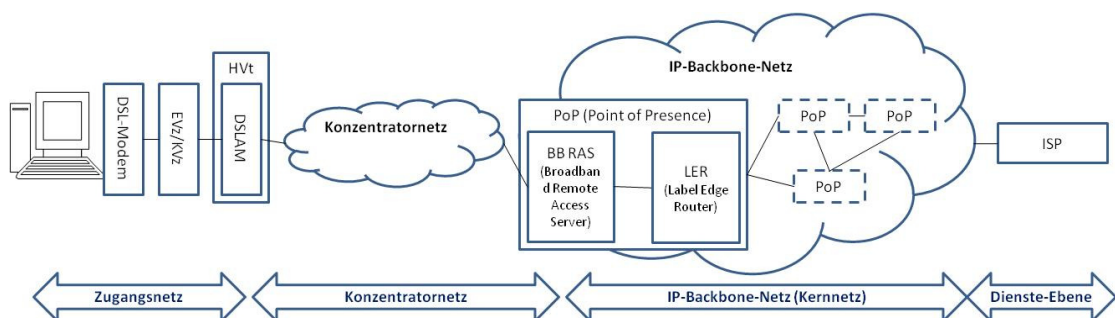 HVt
DSL-Modem
EVz/KVz
DSLAM
Konzentratornetz
IP-Backbone-Netz
PoP (Point of Presence)
BB RAS
(Broadban
d Remote
Access
Server)
LER
(Label Edge
Router)
PoP
PoP
PoP
ISP
Zugangsnetz
Konzentratornetz
IP-Backbone-Netz (Kernnetz)
Dienste-Ebene